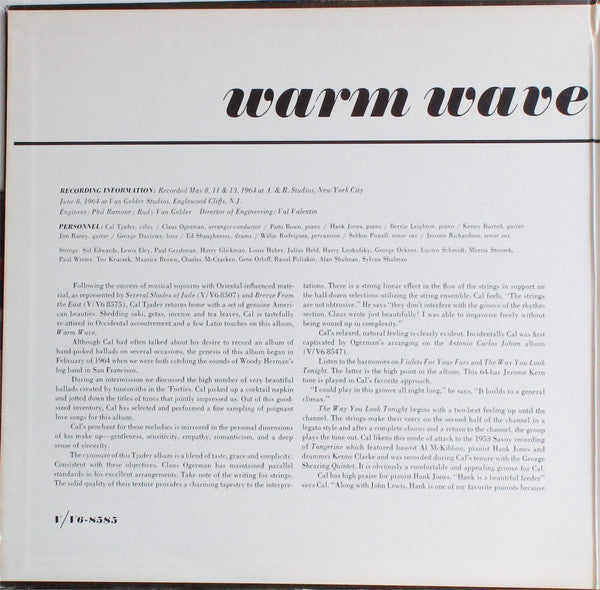 warm wave
RECORDING INFORMATION: Recorded May 8, 11 & 13, 1964 at A. & R. Studios, New York City
June 8, 1964 at Van Gelder Studios, Englewood Cliffs, N.J.
Engineer: Phil Ramone; Rudy Van Gelder Director of Engineering: Val Valentin
PERSONNEL: Cal Tjader, vibes / Claus Ogerman, arranger-conductor / Patti Bown, piano / Hank Jones, piano / Bernie Leighton, piano / Kenny Burrell, guitar
Jim Raney, guitar / George Duvivier, bass / Ed Shaughnessy, drums / Willie Rodriguez, percussion / Seldon Powell, tenor sax / Jerome Richardson, tenor sax
Strings: Sid Edwards, Lewis Eley, Paul Gershman, Harry Glickman, Louis Haber, Julius Held, Harry Lookofsky, George Ockner, Lucien Schmidt, Morris Stonzek,
Paul Winter, Teo Kruczek, Maurice Brown, Charles McCracken, Gene Orloff, Raoul Poliakin, Alan Shulman, Sylvan Shulman
Following the success of musical sojourns with Oriental-influenced mate-
rial, as represented by Several Shades of Jade (V/V6-8507) and Breeze From
the East (V/V6-8575), Cal Tjader returns home with a set of genuine Ameri-
can beauties. Shedding saki, getas, incense and tea leaves, Cal is tastefully
re-attired in Occidental accoutrement and a few Latin touches on this album,
Warm Wave.
Although Cal had often talked about his desire to record an album of
hand-picked ballads on several occasions, the genesis of this album began in
February of 1964 when we were both catching the sounds of Woody Herman's
big band in San Francisco.
During an intermission we discussed the high number of very beautiful
ballads created by tunesmiths in the 'Forties. Cal picked up a cocktail napkin
and jotted down the titles of tunes that jointly impressed us. Out of this good-
sized inventory, Cal has selected and performed a fine sampling of poignant
love songs for this album.
Cal's penchant for these melodies is mirrored in the personal dimensions
of his make up—gentleness, sensitivity, empathy, romanticism, and a deep
sense of sincerity.
The cynosure of this Tjader album is a blend of taste, grace and simplicity.
Consistent with these objectives, Claus Ogerman has maintained parallel
standards in his excellent arrangements. Take note of the writing for strings.
The solid quality of their texture provides a charming tapestry to the interpre-
tations. There is a strong linear effect in the flow of the strings in support on
the half-dozen selections utilizing the string ensemble. Cal feels, "The strings
are not obtrusive." He says "they don't interfere with the groove of the rhythm
section. Claus wrote just beautifully! I was able to improvise freely without
being wound up in complexity."
Cal's relaxed, natural feeling is clearly evident. Incidentally Cal was first
captivated by Ogerman's arranging on the Antonio Carlos Jobim album
(V/V6-8547).
Listen to the harmonies on Violets For Your Furs and The Way You Look
Tonight. The latter is the high point in the album. This 64-bar Jerome Kern
tune is played in Cal's favorite approach.
"I could play in this groove all night long," he says, "It builds to a general
climax."
The Way You Look Tonight begins with a two-beat feeling up until the
channel. The strings make their entry on the second half of the channel in a
legato style and after a complete chorus and a return to the channel, the group
plays the tune out. Cal likens this mode of attack to the 1953 Savoy recording
of Tangerine which featured bassist Al McKibbon, pianist Hank Jones and
drummer Kenny Clarke and was recorded during Cal's tenure with the George
Shearing Quintet. It is obviously a comfortable and appealing groove for Cal.
Cal has high praise for pianist Hank Jones. "Hank is a beautiful feeder"
says Cal. "Along with John Lewis, Hank is one of my favorite pianists because
V/V6-8585